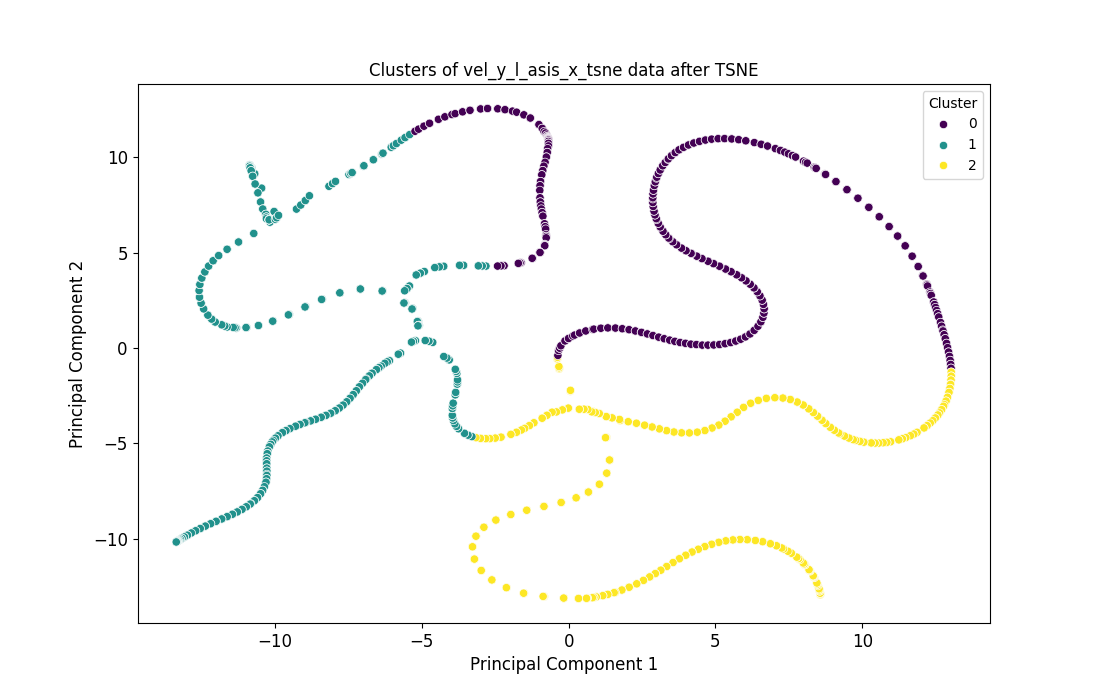 Clusters of vel_y_l_asis_x_tsne data after TSNE
Cluster
0
1
2
10
5
0
−5
−10
Principal Component 2
−10 −5 0 5 10
Principal Component 1